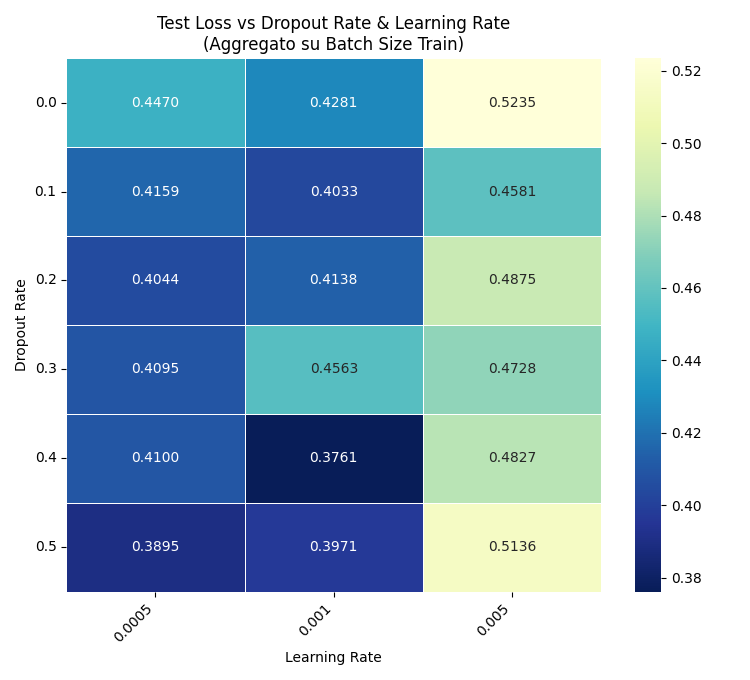 Test Loss vs Dropout Rate & Learning Rate
(Aggregato su Batch Size Train)
Dropout Rate
0.0 0.4470 0.4281 0.5235
0.1 0.4159 0.4033 0.4581
0.2 0.4044 0.4138 0.4875
0.3 0.4095 0.4563 0.4728
0.4 0.4100 0.3761 0.4827
0.5 0.3895 0.3971 0.5136
0.0005 0.001 0.005
Learning Rate
0.52
0.50
0.48
0.46
0.44
0.42
0.40
0.38